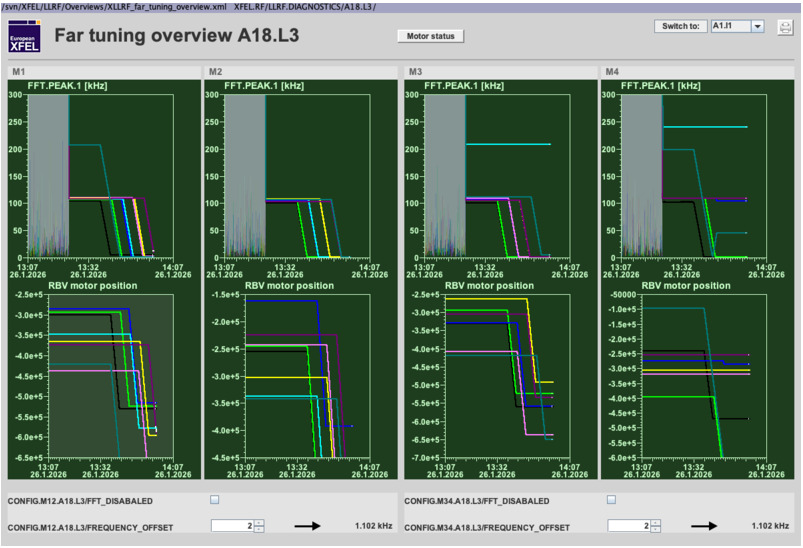 /svn/XFEL/LLRF/Overviews/XLLRF_far_tuning_overview.xml XFEL.RF/LLRF.DIAGNOSTICS/A18.L3/
European
XFEL
Far tuning overview A18.L3
Motor status
Switch to: A1.I1
M1 M2 M3 M4
FFT.PEAK.1 [kHz] FFT.PEAK.1 [kHz] FFT.PEAK.1 [kHz] FFT.PEAK.1 [kHz]
300 300 300 300
250 250 250 250
200 200 200 200
150 150 150 150
100 100 100 100
50 50 50 50
0 0 0 0
13:07 13:32 14:07 13:07 13:32 14:07 13:07 13:32 14:07 13:07 13:32 14:07
26.1.2026 26.1.2026 26.1.2026 26.1.2026 26.1.2026 26.1.2026 26.1.2026 26.1.2026 26.1.2026 26.1.2026 26.1.2026 26.1.2026
RBV motor position RBV motor position RBV motor position RBV motor position
-2.5e+5 -1.5e+5 -2.5e+5 -50000
-3.0e+5 -2.0e+5 -3.0e+5 -1.0e+5
-3.5e+5 -2.5e+5 -3.5e+5 -1.5e+5
-4.0e+5 -3.0e+5 -4.0e+5 -2.0e+5
-4.5e+5 -3.5e+5 -4.5e+5 -2.5e+5
-5.0e+5 -4.0e+5 -5.0e+5 -3.0e+5
-5.5e+5 -4.5e+5 -5.5e+5 -3.5e+5
-6.0e+5 -6.0e+5 -4.0e+5
-6.5e+5 -6.5e+5 -4.5e+5
-7.0e+5 -5.0e+5
-5.5e+5
-6.0e+5
13:07 13:32 14:07 13:07 13:32 14:07 13:07 13:32 14:07 13:07 13:32 14:07
26.1.2026 26.1.2026 26.1.2026 26.1.2026 26.1.2026 26.1.2026 26.1.2026 26.1.2026 26.1.2026 26.1.2026 26.1.2026 26.1.2026
CONFIG.M12.A18.L3/FFT_DISABALED CONFIG.M34.A18.L3/FFT_DISABALED
CONFIG.M12.A18.L3/FREQUENCY_OFFSET 2 1.102 kHz CONFIG.M34.A18.L3/FREQUENCY_OFFSET 2 1.102 kHz